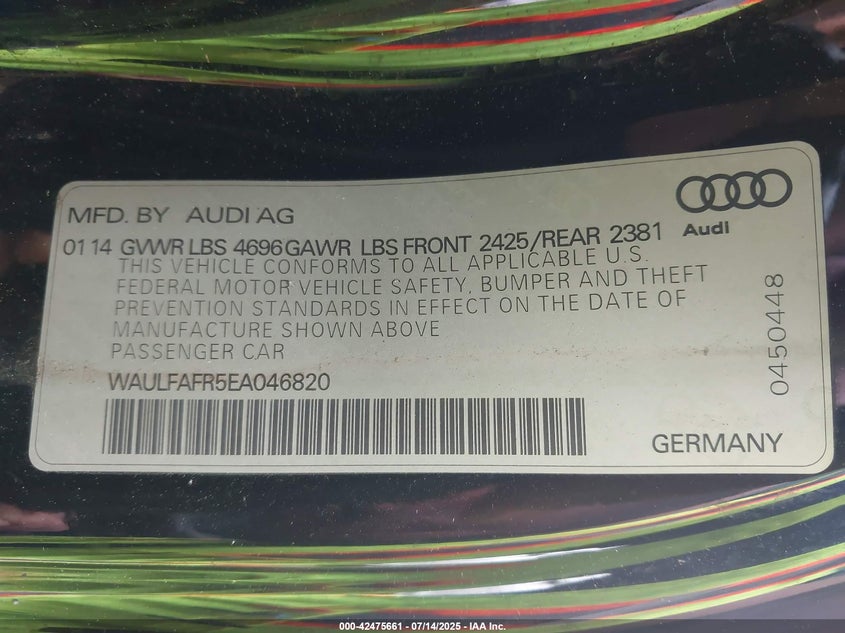 MFD. BY AUDI AG
Audi
01 14 GVWR LBS 4696 GAWR LBS FRONT 2425/REAR 2381
THIS VEHICLE CONFORMS TO ALL APPLICABLE U.S.
FEDERAL MOTOR VEHICLE SAFETY, BUMPER AND THEFT
PREVENTION STANDARDS IN EFFECT ON THE DATE OF
MANUFACTURE SHOWN ABOVE
PASSENGER CAR
WAULFAFR5EA046820
0450448
GERMANY
000-42475661 - 07/14/2025 - IAA Inc.